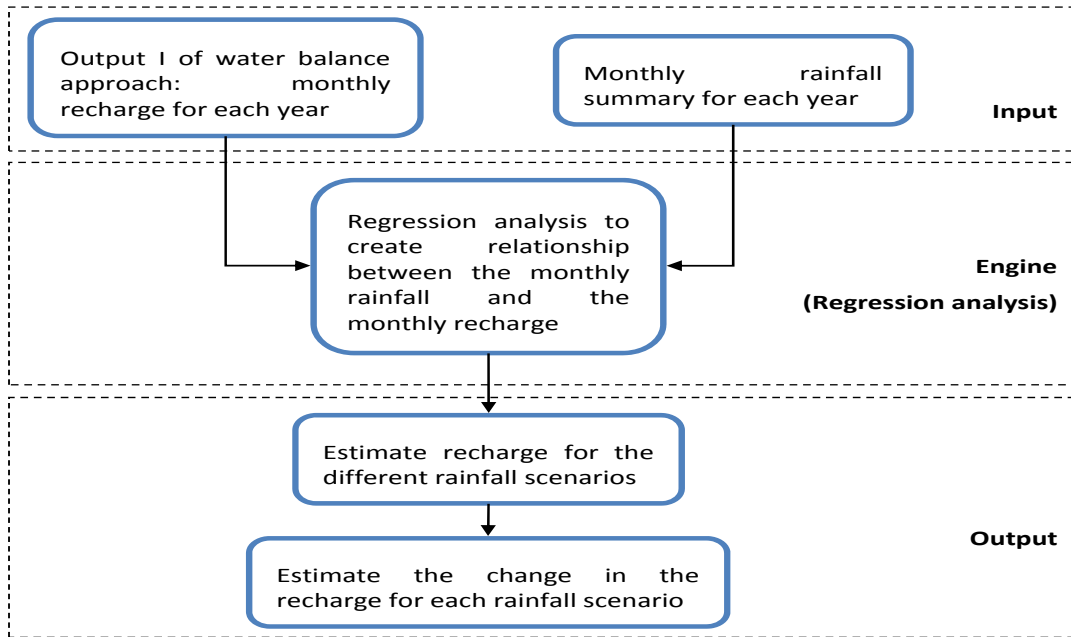 Output I of water balance
approach: monthly
recharge for each year
Monthly rainfall
summary for each year
Input
Regression analysis to
create relationship
between the monthly
rainfall and the
monthly recharge
Engine
(Regression analysis)
Estimate recharge for the
different rainfall scenarios
Output
Estimate the change in the
recharge for each rainfall scenario